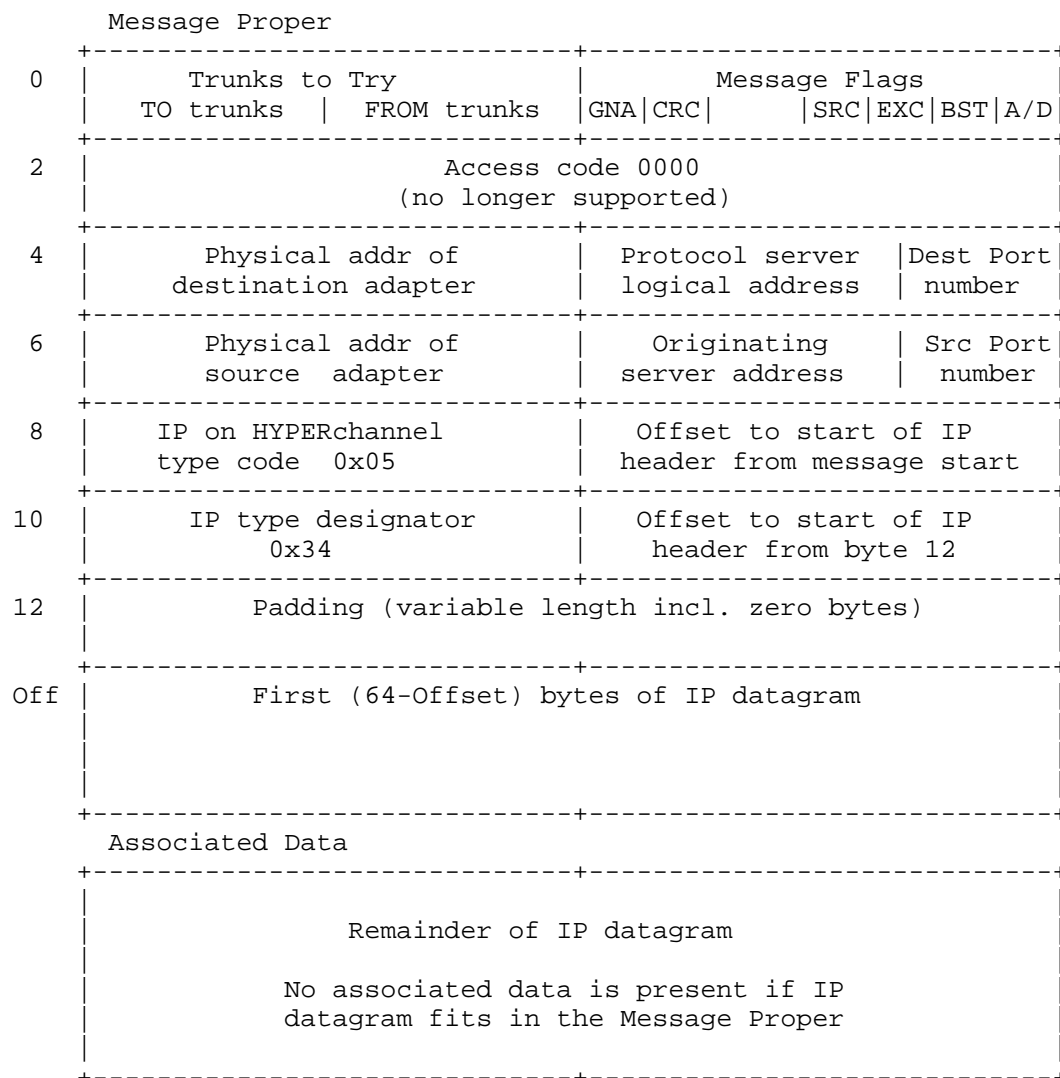 Message Proper
0 Trunks to Try Message Flags
TO trunks | FROM trunks |GNA|CRC| |SRC|EXC|BST|A/D|
2 Access code 0000
(no longer supported)
4 Physical addr of | Protocol server |Dest Port|
destination adapter | logical address | number
6 Physical addr of | Originating | Src Port|
source adapter | server address | number
8 IP on HYPERchannel | Offset to start of IP
type code 0x05 | header from message start
10 IP type designator | Offset to start of IP
0x34 | header from byte 12
12 Padding (variable length incl. zero bytes)
Off First (64-Offset) bytes of IP datagram
Associated Data
Remainder of IP datagram
No associated data is present if IP
datagram fits in the Message Proper